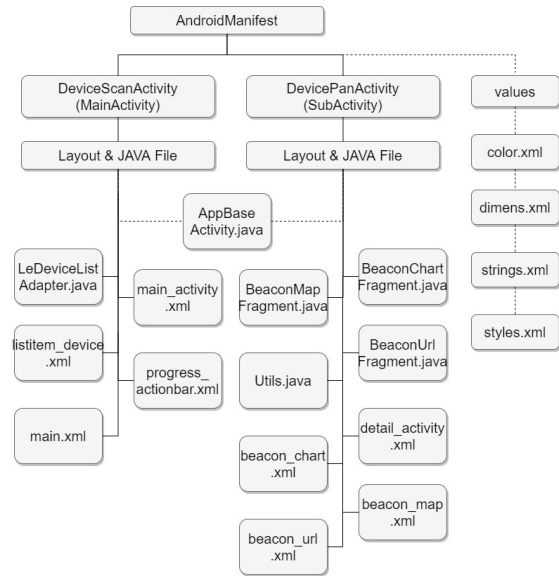 AndroidManifest
DeviceScanActivity
(MainActivity)
DevicePanActivity
(SubActivity)
values
Layout & JAVA File
Layout & JAVA File
color.xml
AppBase
Activity.java
dimens.xml
LeDeviceList
Adapter.java
main_activity
.xml
BeaconMap
Fragment.java
BeaconChart
Fragment.java
strings.xml
listitem_device
.xml
progress_
actionbar.xml
Utils.java
BeaconUrl
Fragment.java
styles.xml
main.xml
beacon_chart
.xml
detail_activity
.xml
beacon_url
.xml
beacon_map
.xml